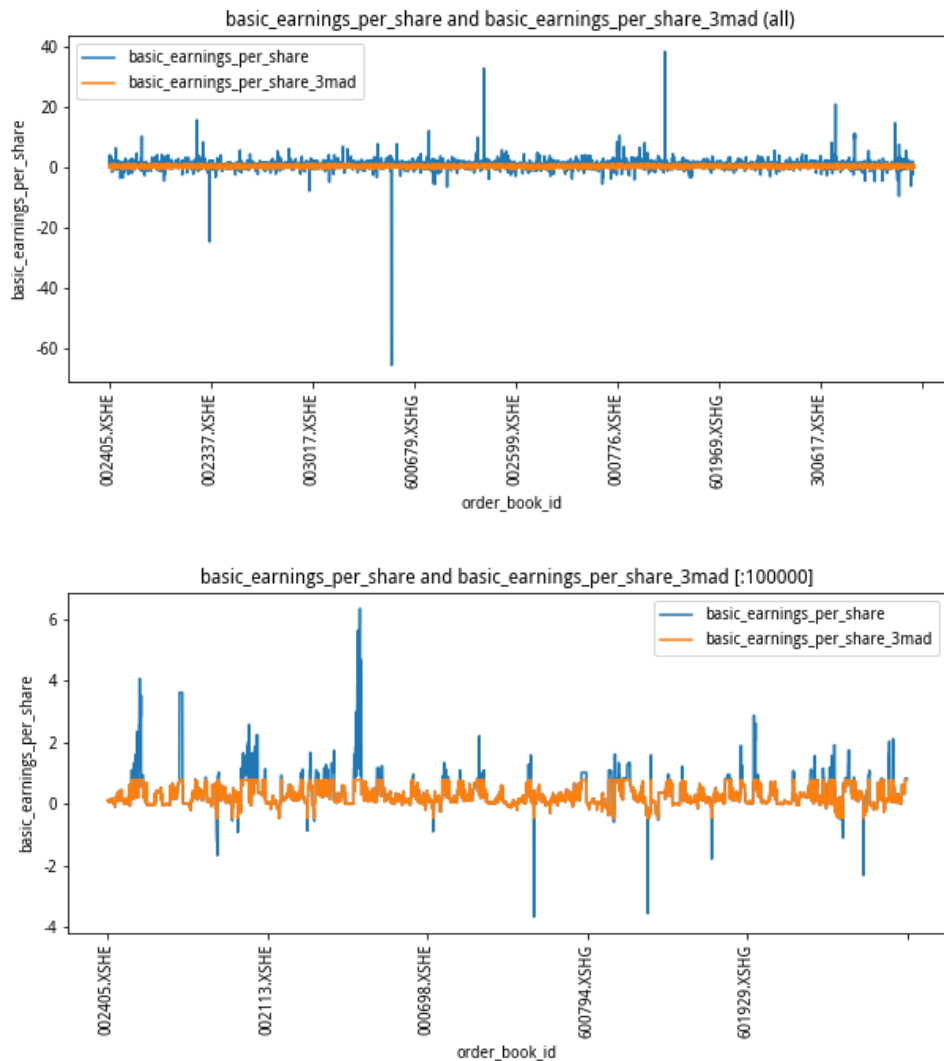 basic_earnings_per_share and basic_earnings_per_share_3mad (all)
basic_earnings_per_share
basic_earnings_per_share_3mad
40
20
0
-20
-40
-60
basic_earnings_per_share
002405.XSHE
002337.XSHE
003017.XSHE
600679.XSHG
002599.XSHE
000776.XSHE
601969.XSHG
300617.XSHE
order_book_id
basic_earnings_per_share and basic_earnings_per_share_3mad [:100000]
basic_earnings_per_share
basic_earnings_per_share_3mad
6
4
2
0
-2
-4
basic_earnings_per_share
002405.XSHE
002113.XSHE
000698.XSHE
600794.XSHG
601929.XSHG
order_book_id